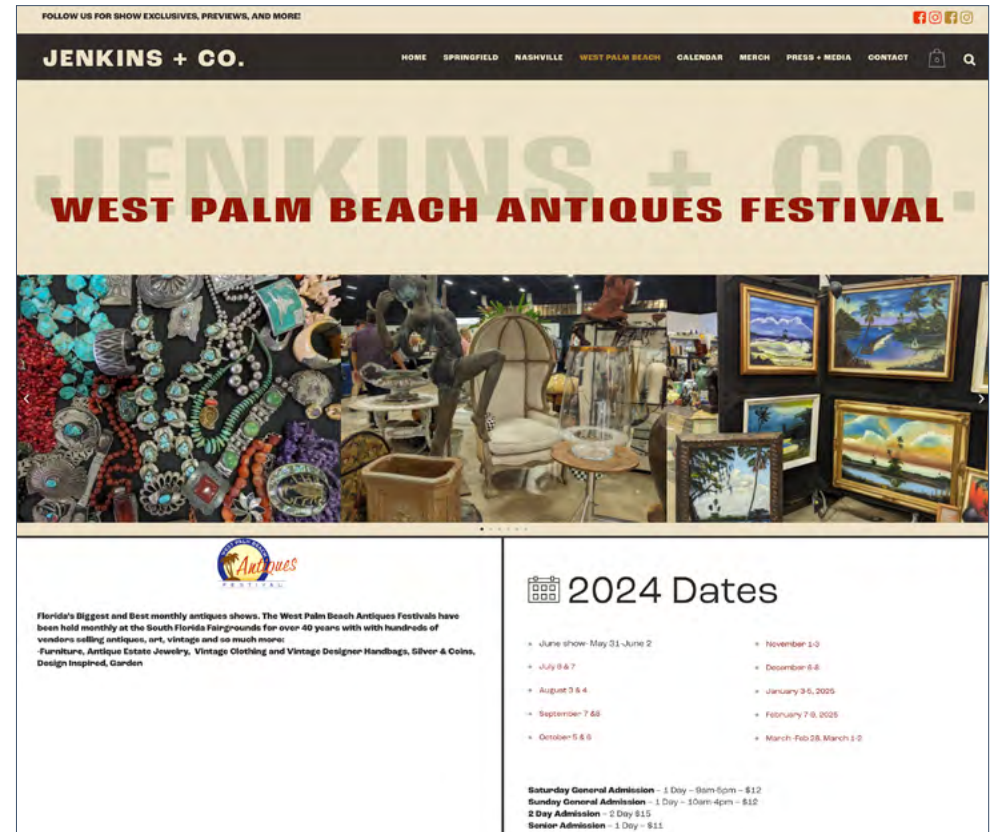 FOLLOW US FOR SHOW EXCLUSIVES, PREVIEWS, AND MORE!
JENKINS + CO.
HOME SPRINGFIELD NASHVILLE WEST PALM BEACH CALENDAR MERCH PRESS + MEDIA CONTACT 0
JENKINS + CO.
WEST PALM BEACH ANTIQUES FESTIVAL
WEST PALM BEACH
Antiques
FESTIVAL
Florida's Biggest and Best monthly antiques shows. The West Palm Beach Antiques Festivals have
been held monthly at the South Florida Fairgrounds for over 40 years with with hundreds of
vendors selling antiques, art, vintage and so much more:
-Furniture, Antique Estate Jewelry, Vintage Clothing and Vintage Designer Handbags, Silver & Coins,
Design Inspired, Garden
2024 Dates
June show- May 31-June 2
July 6 & 7
August 3 & 4
September 7 &8
October 5 & 6
November 1-3
December 6-8
January 3-5, 2025
February 7-9, 2025
March -Feb 28, March 1-2
Saturday General Admission – 1 Day – 9am-5pm – $12
Sunday General Admission – 1 Day – 10am-4pm – $12
2 Day Admission – 2 Day $15
Senior Admission – 1 Day – $11